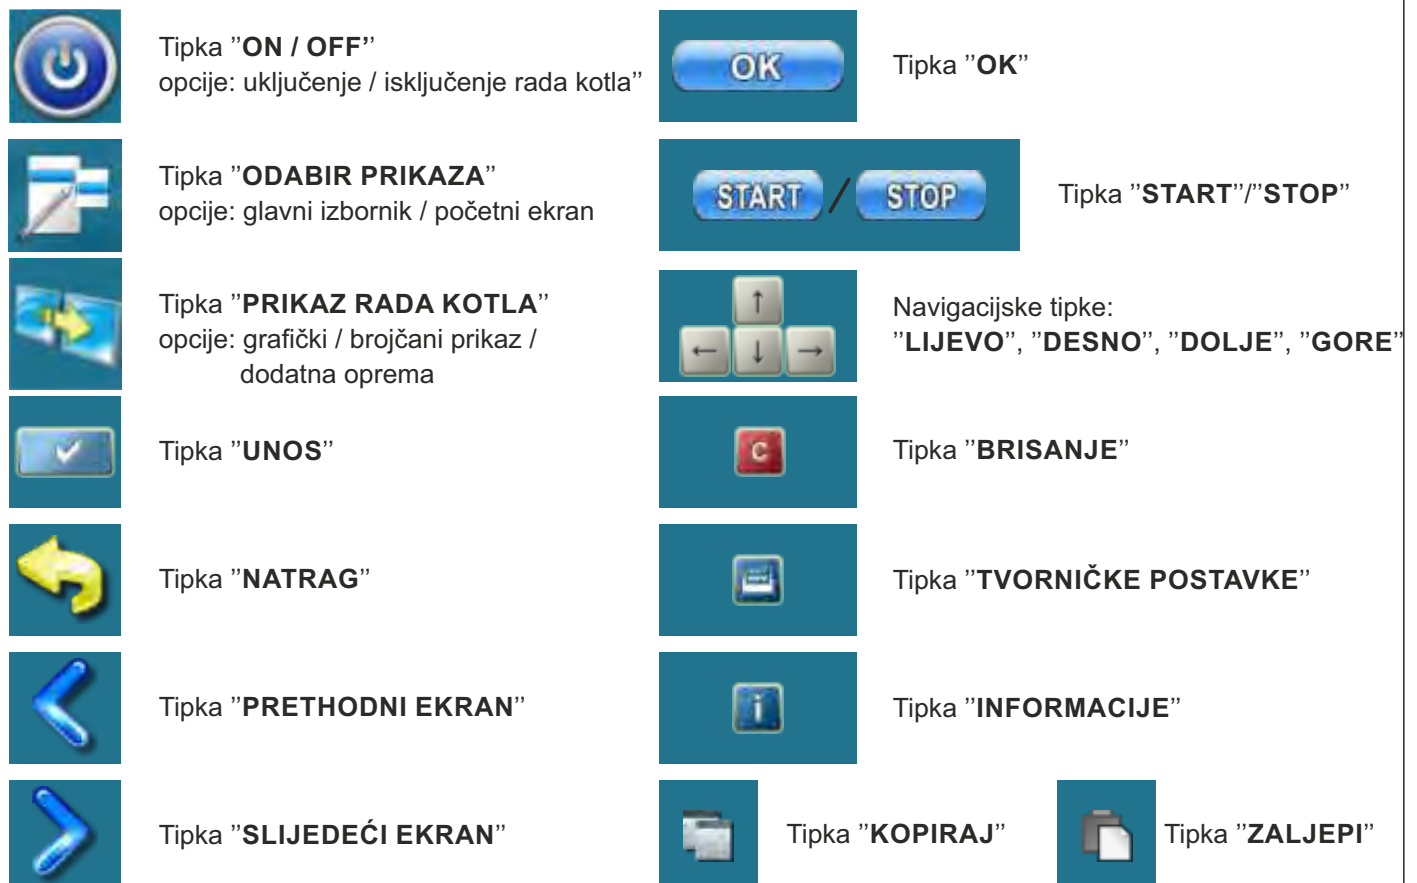 Tipka ’’ON / OFF’’
opcije: uključenje / isključenje rada kotla’’
Tipka ’’ODABIR PRIKAZA’’
opcije: glavni izbornik / početni ekran
Tipka ’’PRIKAZ RADA KOTLA’’
opcije: grafički / brojčani prikaz /
dodatna oprema
Tipka ’’UNOS’’
Tipka ’’NATRAG’’
Tipka ’’PRETHODNI EKRAN’’
Tipka ’’SLIJEDEĆI EKRAN’’
OK
Tipka ’’OK’’
START / STOP
Tipka ’’START’’/’’STOP’’
↑
← ↓ →
Navigacijske tipke:
’’LIJEVO’’, ’’DESNO’’, ’’DOLJE’’, ’’GORE’’
C
Tipka ’’BRISANJE’’
Tipka ’’TVORNIČKE POSTAVKE’’
i
Tipka ’’INFORMACIJE’’
Tipka ’’KOPIRAJ’’
Tipka ’’ZALJEPI’’